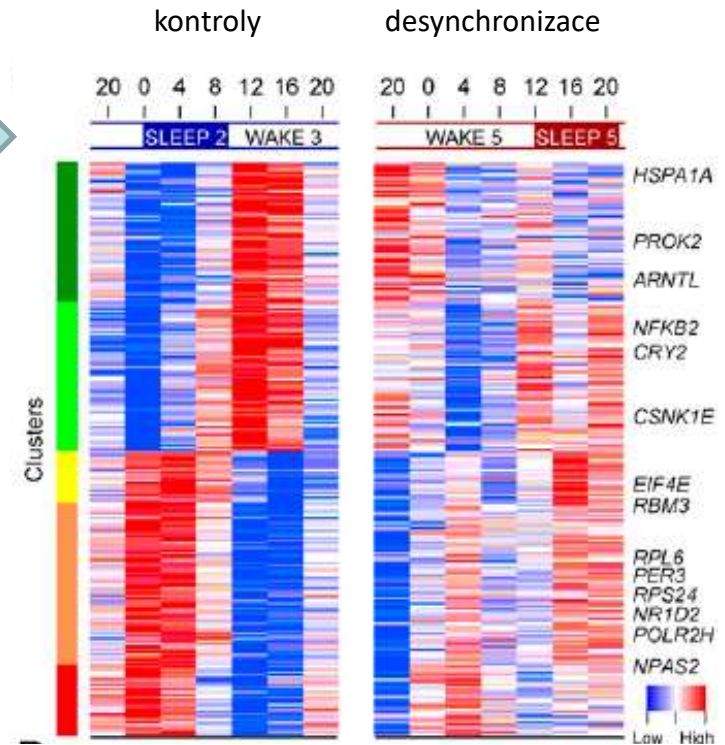 kontroly desynchronizace
20 0 4 8 12 16 20 20 0 4 8 12 16 20
SLEEP 2 WAKE 3 WAKE 5 SLEEP 5
HSPA1A
PROK2
ARNTL
NFKB2
CRY2
CSNK1E
EIF4E
RBM3
RPL6
PER3
RPS24
NR1D2
POLR2H
NPAS2
Clusters
Low High